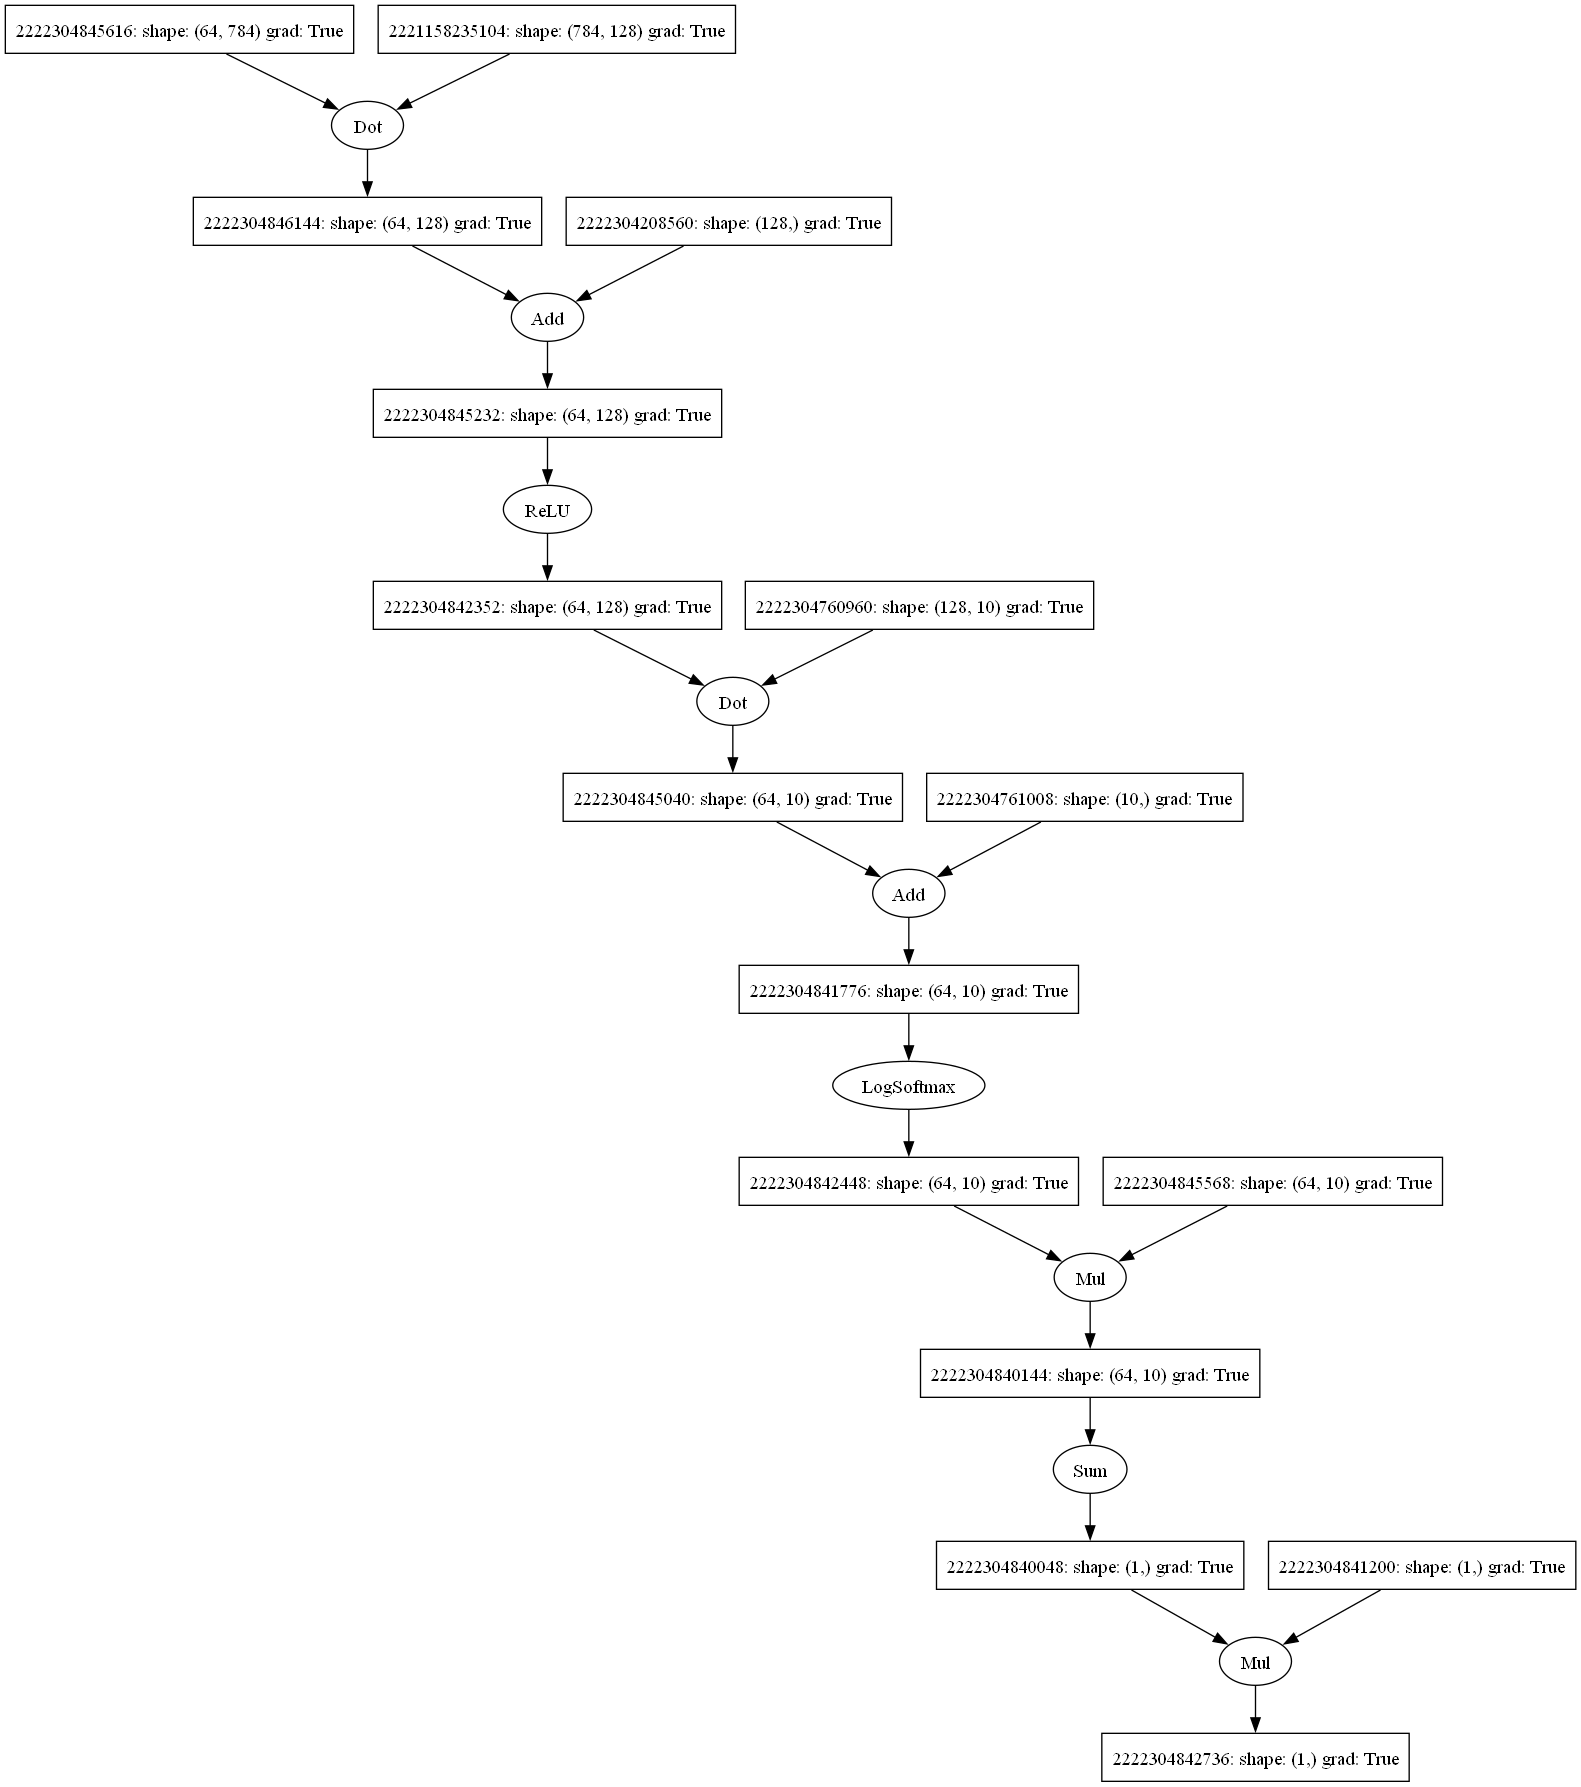 2222304845616: shape: (64, 784) grad: True
2221158235104: shape: (784, 128) grad: True
Dot
2222304846144: shape: (64, 128) grad: True
2222304208560: shape: (128,) grad: True
Add
2222304845232: shape: (64, 128) grad: True
ReLU
2222304842352: shape: (64, 128) grad: True
2222304760960: shape: (128, 10) grad: True
Dot
2222304845040: shape: (64, 10) grad: True
2222304761008: shape: (10,) grad: True
Add
2222304841776: shape: (64, 10) grad: True
LogSoftmax
2222304842448: shape: (64, 10) grad: True
2222304845568: shape: (64, 10) grad: True
Mul
2222304840144: shape: (64, 10) grad: True
Sum
2222304840048: shape: (1,) grad: True
2222304841200: shape: (1,) grad: True
Mul
2222304842736: shape: (1,) grad: True